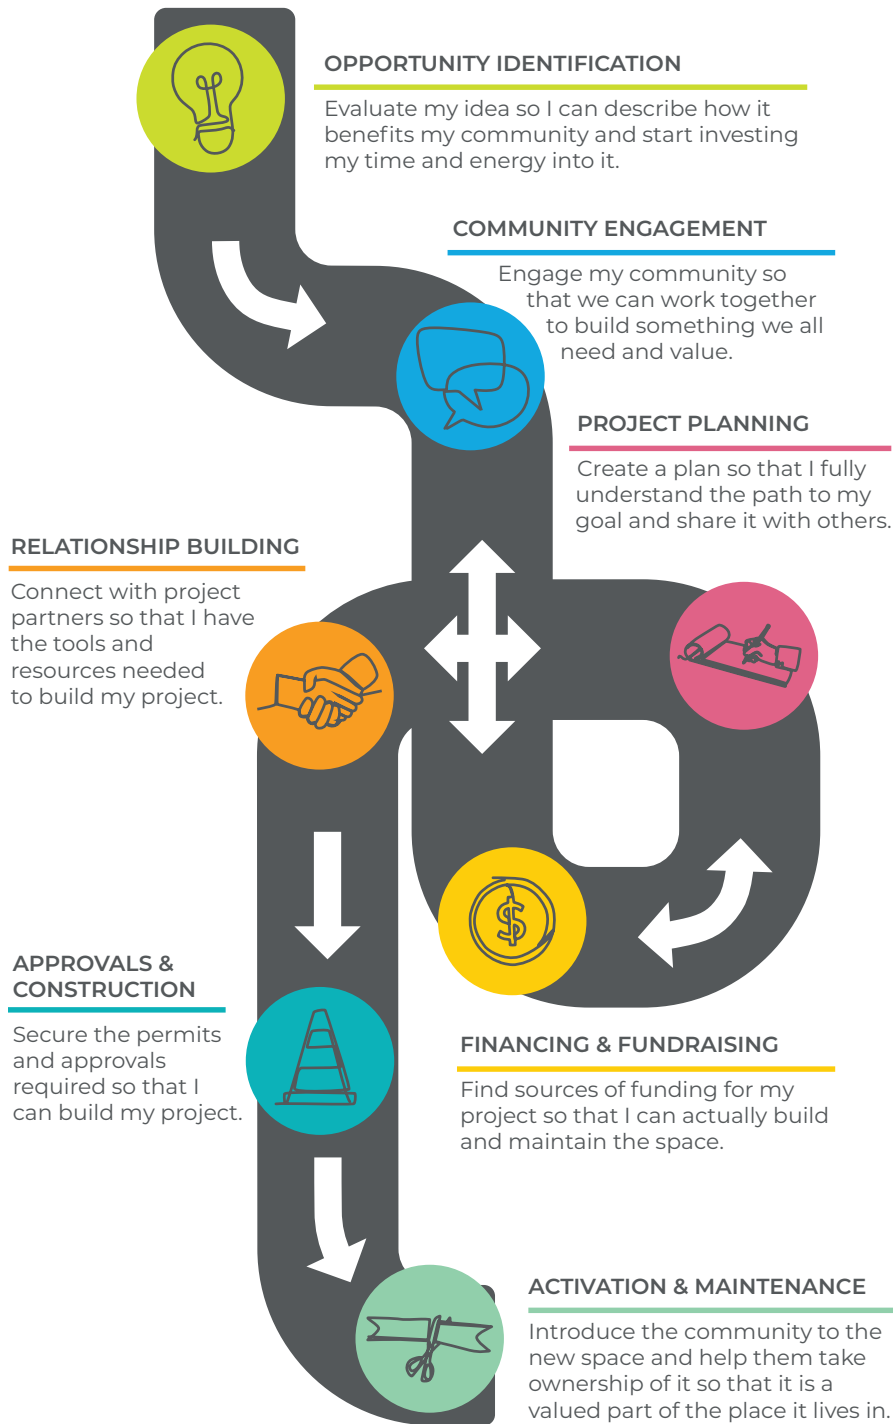 OPPORTUNITY IDENTIFICATION
Evaluate my idea so I can describe how it
benefits my community and start investing
my time and energy into it.
COMMUNITY ENGAGEMENT
Engage my community so
that we can work together
to build something we all
need and value.
PROJECT PLANNING
Create a plan so that I fully
understand the path to my
goal and share it with others.
RELATIONSHIP BUILDING
Connect with project
partners so that I have
the tools and
resources needed
to build my project.
APPROVALS &
CONSTRUCTION
Secure the permits
and approvals
required so that I
can build my project.
$
FINANCING & FUNDRAISING
Find sources of funding for my
project so that I can actually build
and maintain the space.
ACTIVATION & MAINTENANCE
Introduce the community to the
new space and help them take
ownership of it so that it is a
valued part of the place it lives in.